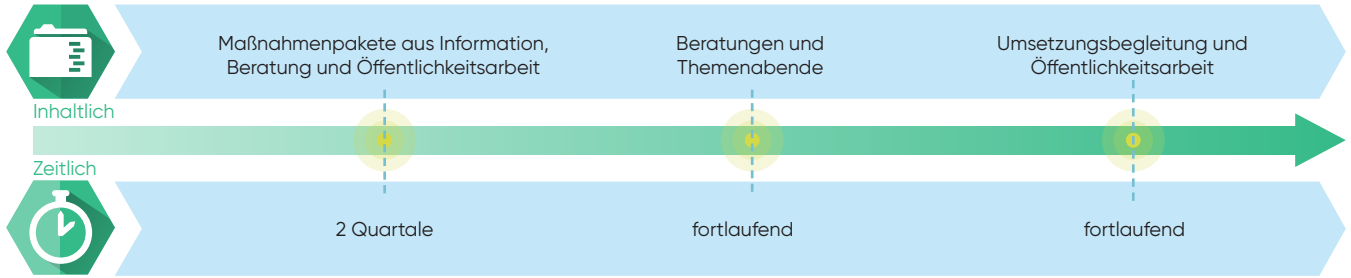 Maßnahmenpakete aus Information,
Beratung und Öffentlichkeitsarbeit
Beratungen und
Themenabende
Umsetzungsbegleitung und
Öffentlichkeitsarbeit
Inhaltlich
Zeitlich
2 Quartale
fortlaufend
fortlaufend